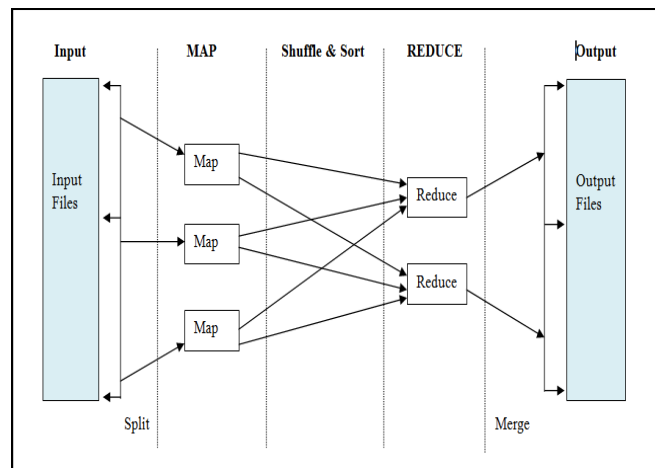 Input
MAP
Shuffle & Sort
REDUCE
Output
Input
Files
Map
Map
Map
Reduce
Reduce
Output
Files
Split
Merge